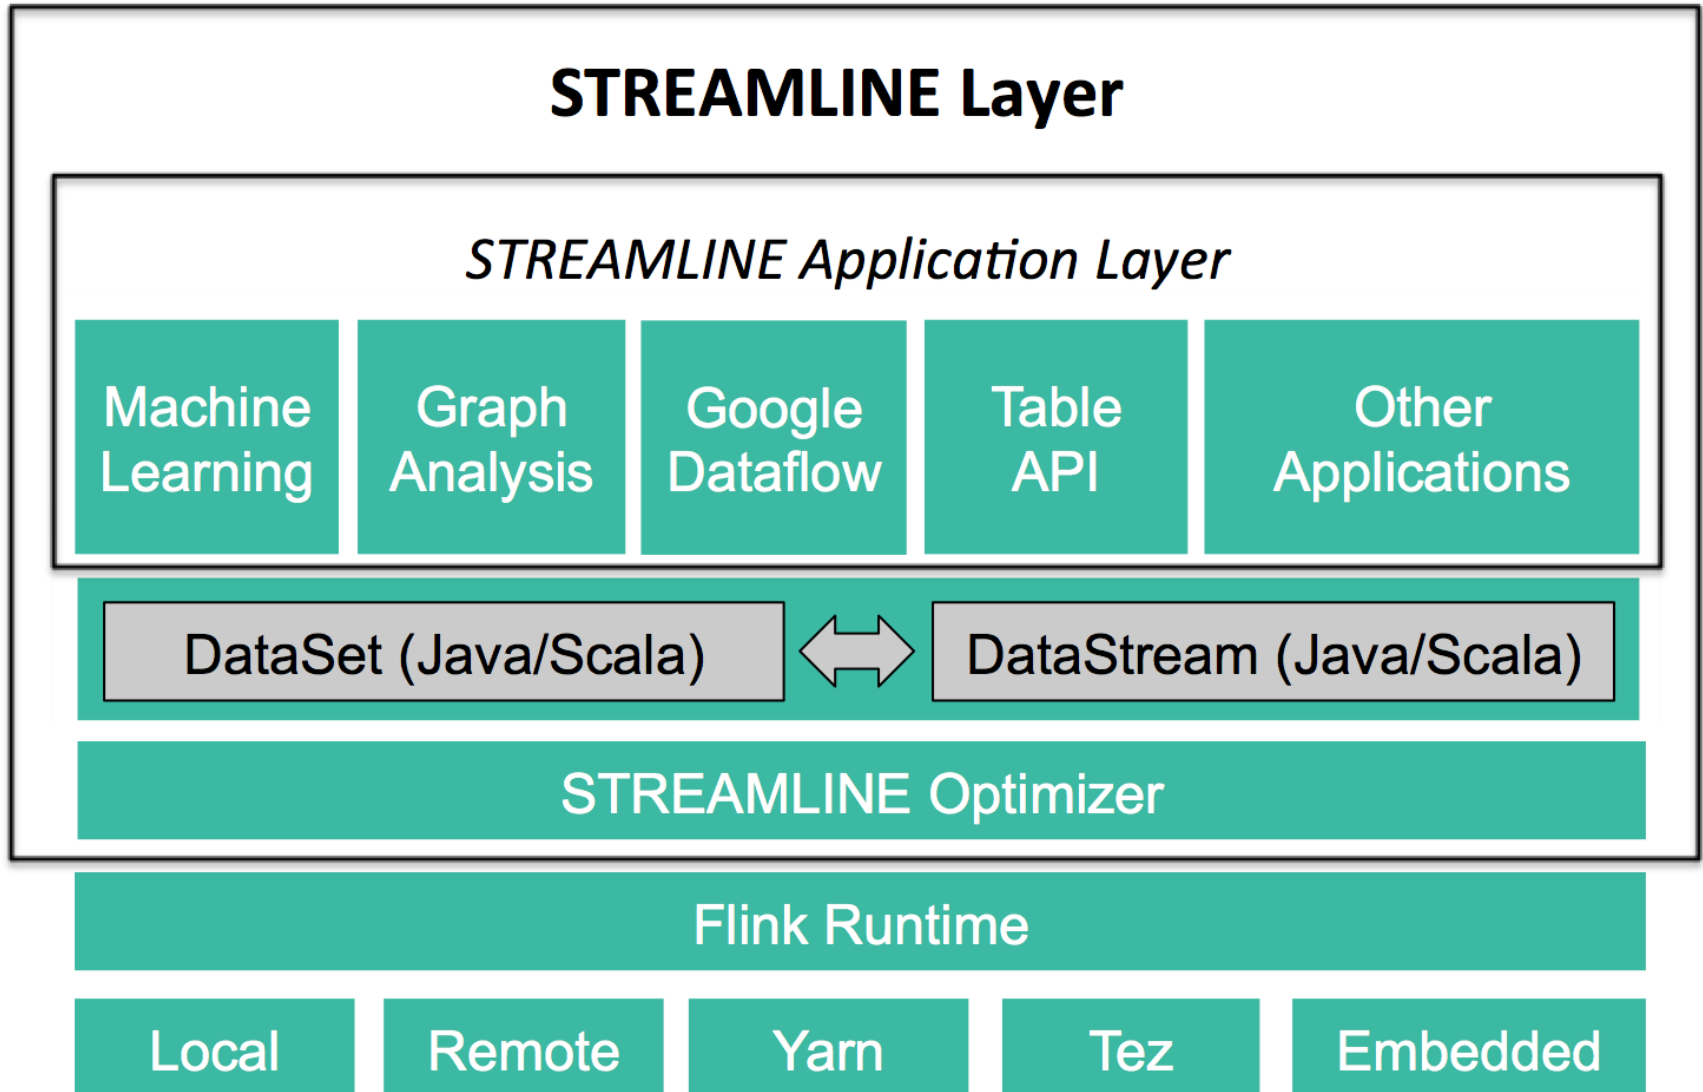 STREAMLINE Layer
STREAMLINE Application Layer
Machine
Learning
Graph
Analysis
Google
Dataflow
Table
API
Other
Applications
DataSet (Java/Scala)
DataStream (Java/Scala)
STREAMLINE Optimizer
Flink Runtime
Local
Remote
Yarn
Tez
Embedded